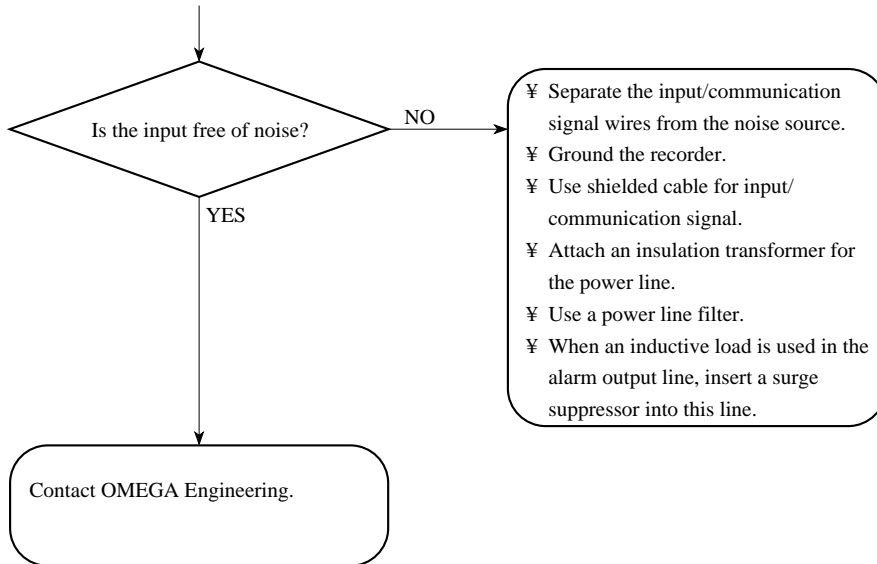 Is the input free of noise?
NO
¥ Separate the input/communication
signal wires from the noise source.
¥ Ground the recorder.
¥ Use shielded cable for input/
communication signal.
¥ Attach an insulation transformer for
the power line.
¥ Use a power line filter.
¥ When an inductive load is used in the
alarm output line, insert a surge
suppressor into this line.
YES
Contact OMEGA Engineering.